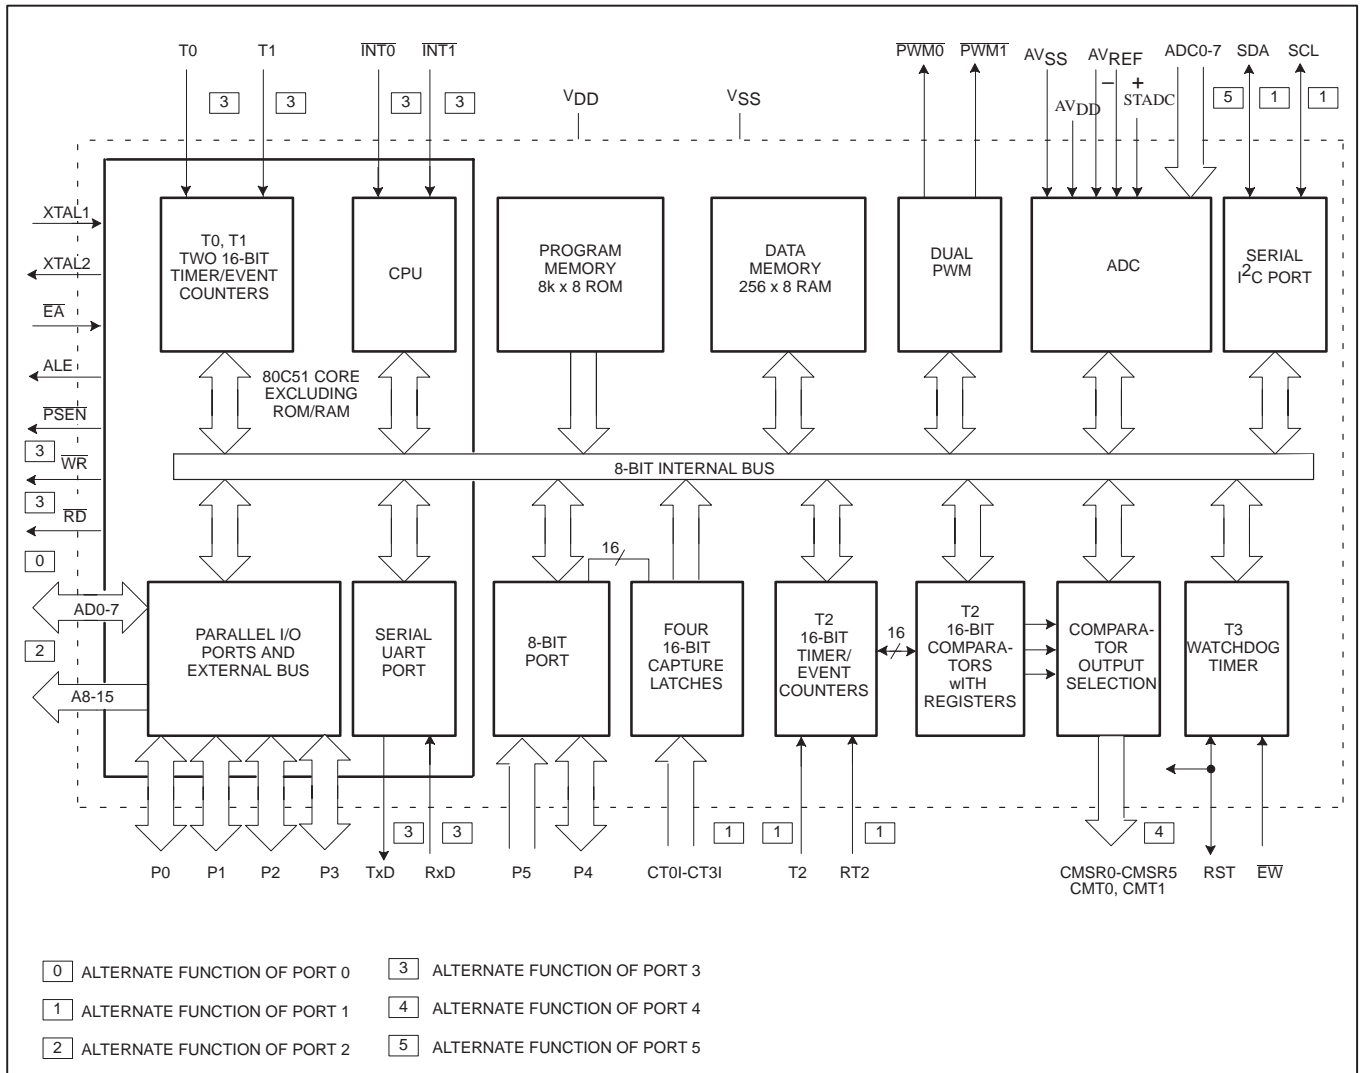 T0 T1 INT0 INT1 PWM0 PWM1 AVSS AVREF ADC0-7 SDA SCL
− +
3 3 3 3 VDD VSS AVDD STADC 5 1 1
XTAL1
XTAL2
EA
ALE
PSEN
3
WR
3
RD
0
AD0-7
2
A8-15
T0, T1
TWO 16-BIT
TIMER/EVENT
COUNTERS
CPU
PROGRAM
MEMORY
8k x 8 ROM
DATA
MEMORY
256 x 8 RAM
DUAL
PWM
ADC
SERIAL
I2C PORT
80C51 CORE
EXCLUDING
ROM/RAM
8-BIT INTERNAL BUS
PARALLEL I/O
PORTS AND
EXTERNAL BUS
SERIAL
UART
PORT
8-BIT
PORT
16
FOUR
16-BIT
CAPTURE
LATCHES
T2
16-BIT
TIMER/
EVENT
COUNTERS
16
T2
16-BIT
COMPARA-
TORS
wITH
REGISTERS
COMPARA-
TOR
OUTPUT
SELECTION
T3
WATCHDOG
TIMER
3 3 1 1 1 4
P0 P1 P2 P3 TxD RxD P5 P4 CT0I-CT3I T2 RT2 CMSR0-CMSR5 RST EW
CMT0, CMT1
0 ALTERNATE FUNCTION OF PORT 0
1 ALTERNATE FUNCTION OF PORT 1
2 ALTERNATE FUNCTION OF PORT 2
3 ALTERNATE FUNCTION OF PORT 3
4 ALTERNATE FUNCTION OF PORT 4
5 ALTERNATE FUNCTION OF PORT 5